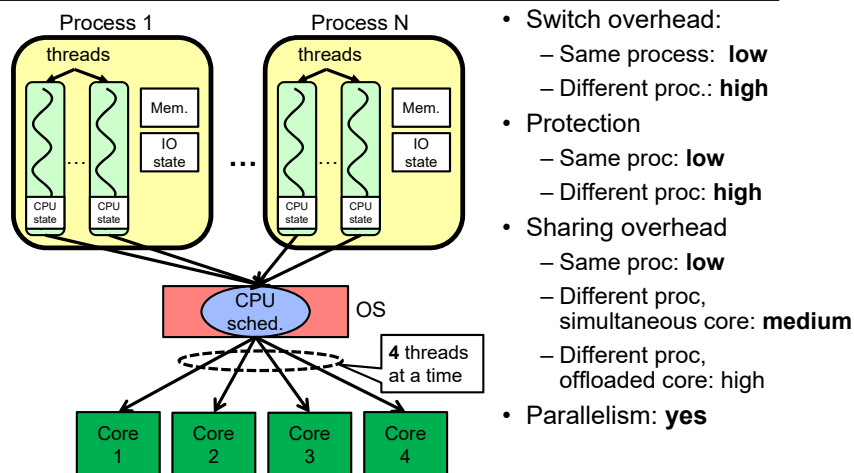 Process 1
threads
Mem.
IO
state
...
CPU
state
CPU
state
...
Process N
threads
Mem.
IO
state
...
CPU
state
CPU
state
CPU
sched.
OS
4 threads
at a time
Core
1
Core
2
Core
3
Core
4
• Switch overhead:
– Same process: low
– Different proc.: high
• Protection
– Same proc: low
– Different proc: high
• Sharing overhead
– Same proc: low
– Different proc,
simultaneous core: medium
– Different proc,
offloaded core: high
• Parallelism: yes